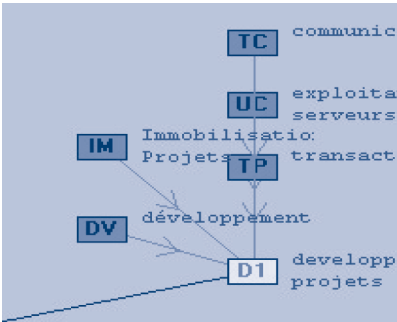 TC communic
UC exploita
serveurs
IM Immobilisatio
Projets
TP transact
DV développement
D1 developp
projets